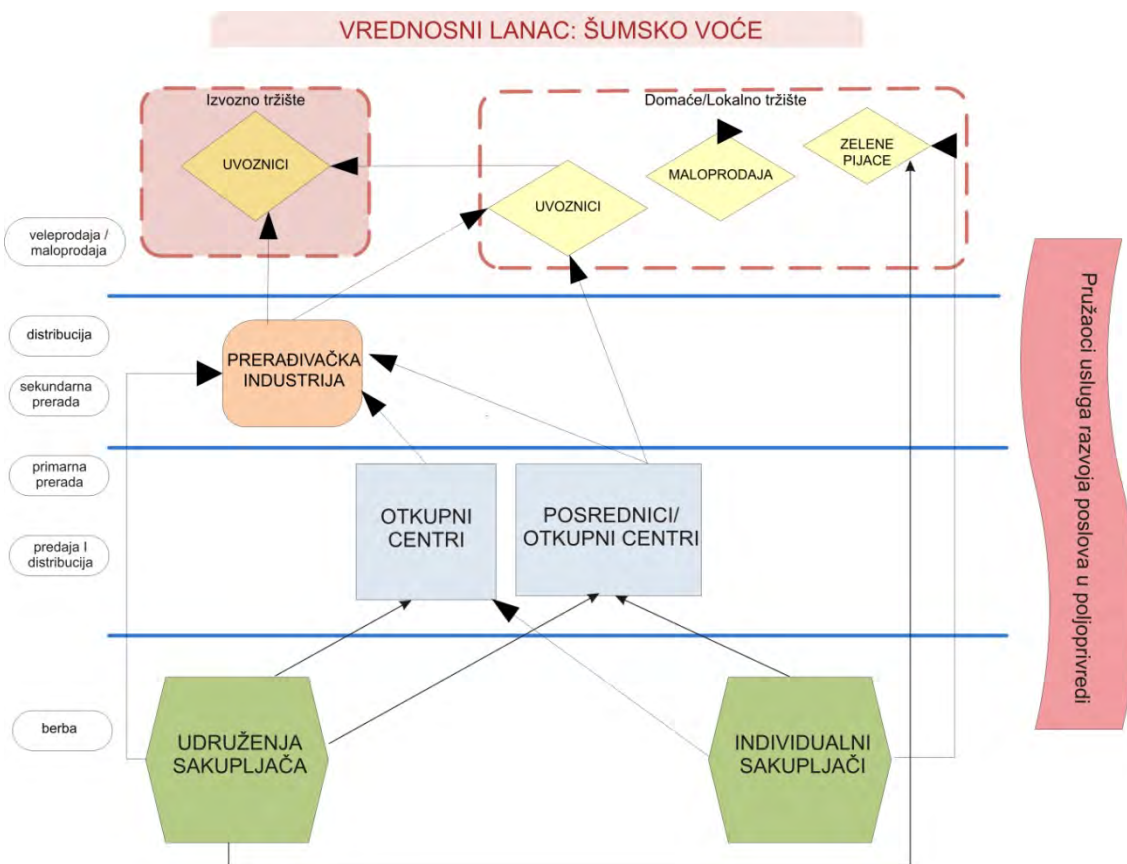 VREDNOSNI LANAC: ŠUMSKO VOĆE
Izvozno tržište
UVOZNICI
Domaće/Lokalno tržište
UVOZNICI
MALOPRODAJA
ZELENE
PIJACE
veleprodaja /
maloprodaja
distribucija
sekundarna
prerada
PRERAĐIVAČKA
INDUSTRIJA
primarna
prerada
predaja I
distribucija
OTKUPNI
CENTRI
POSREDNICI/
OTKUPNI CENTRI
berba
UDRUŽENJA
SAKUPLJAČA
INDIVIDUALNI
SAKUPLJAČI
Pružaoci usluga razvoja poslova u poljoprivredi